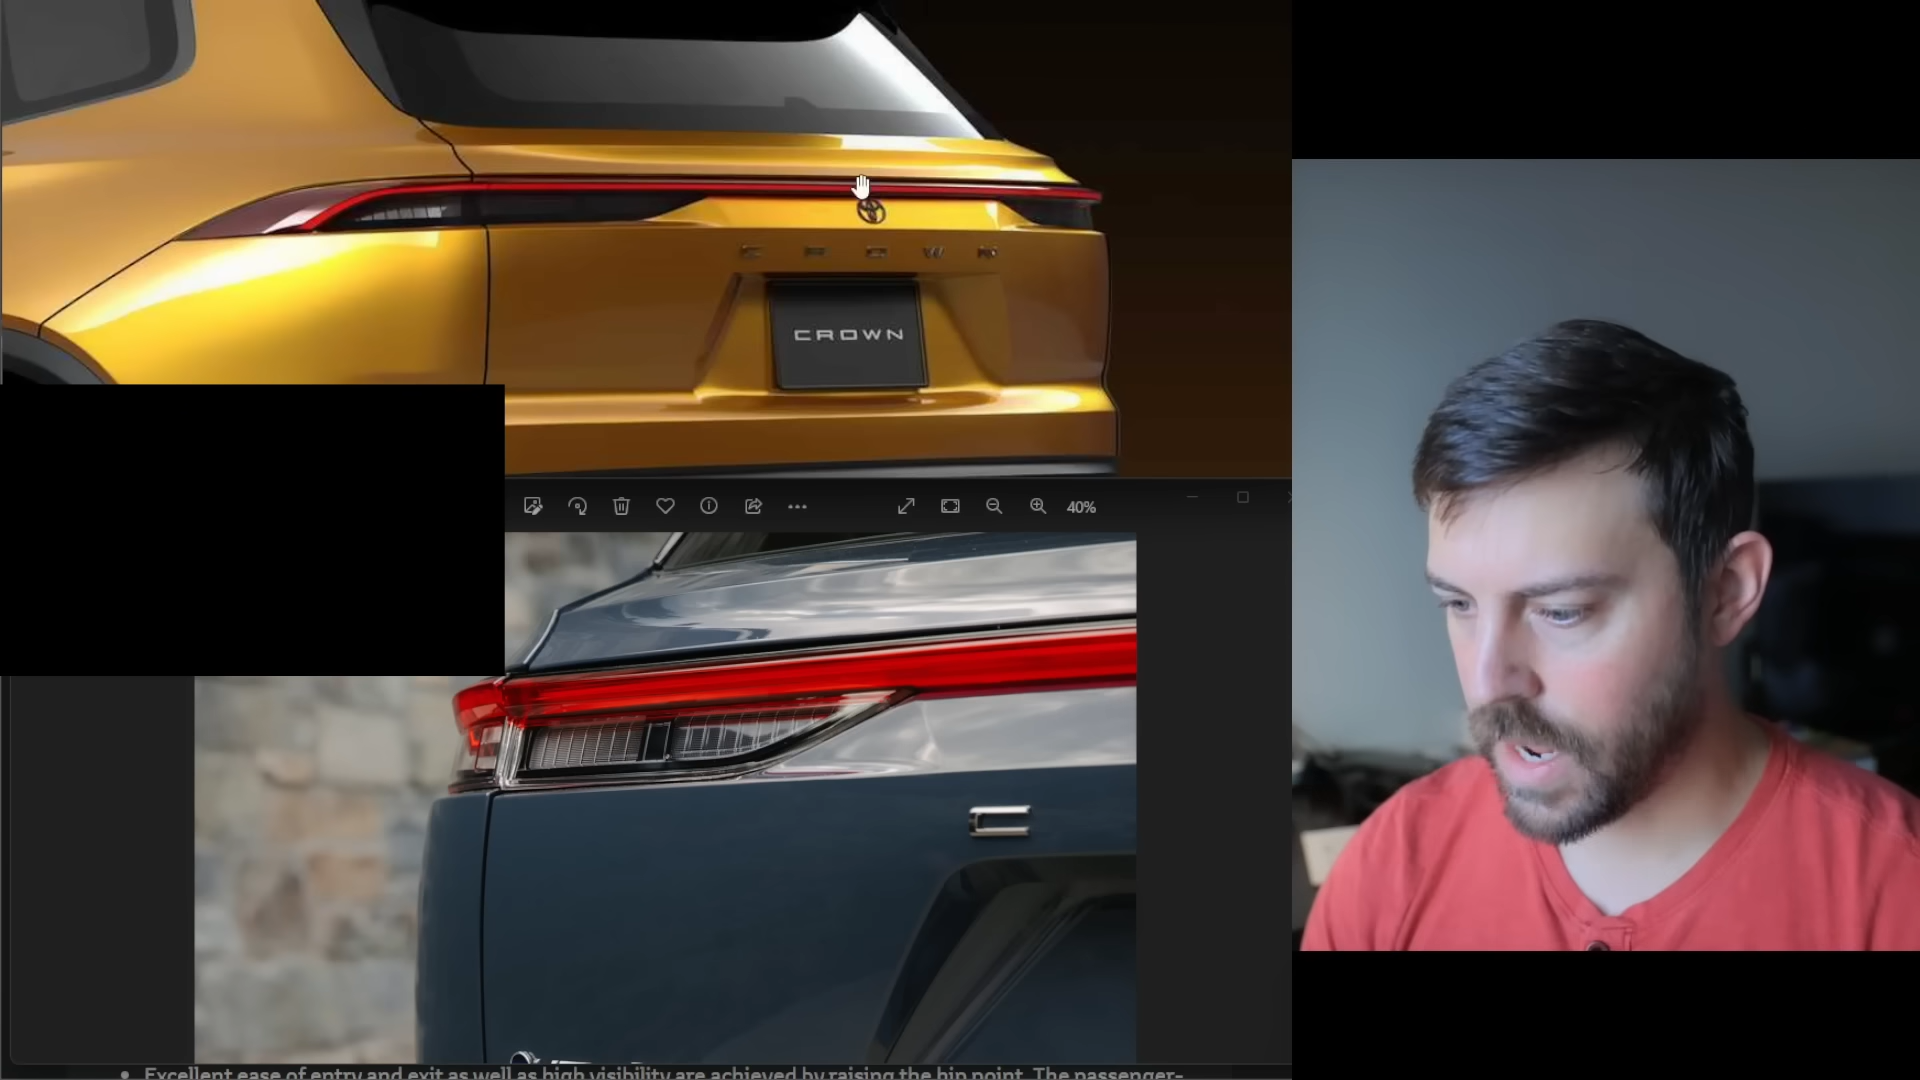 C R O W N
CROWN
40%
C
Excellent ease of entry and exit as well as high visibility are achieved by raising the hip point. The passenger-